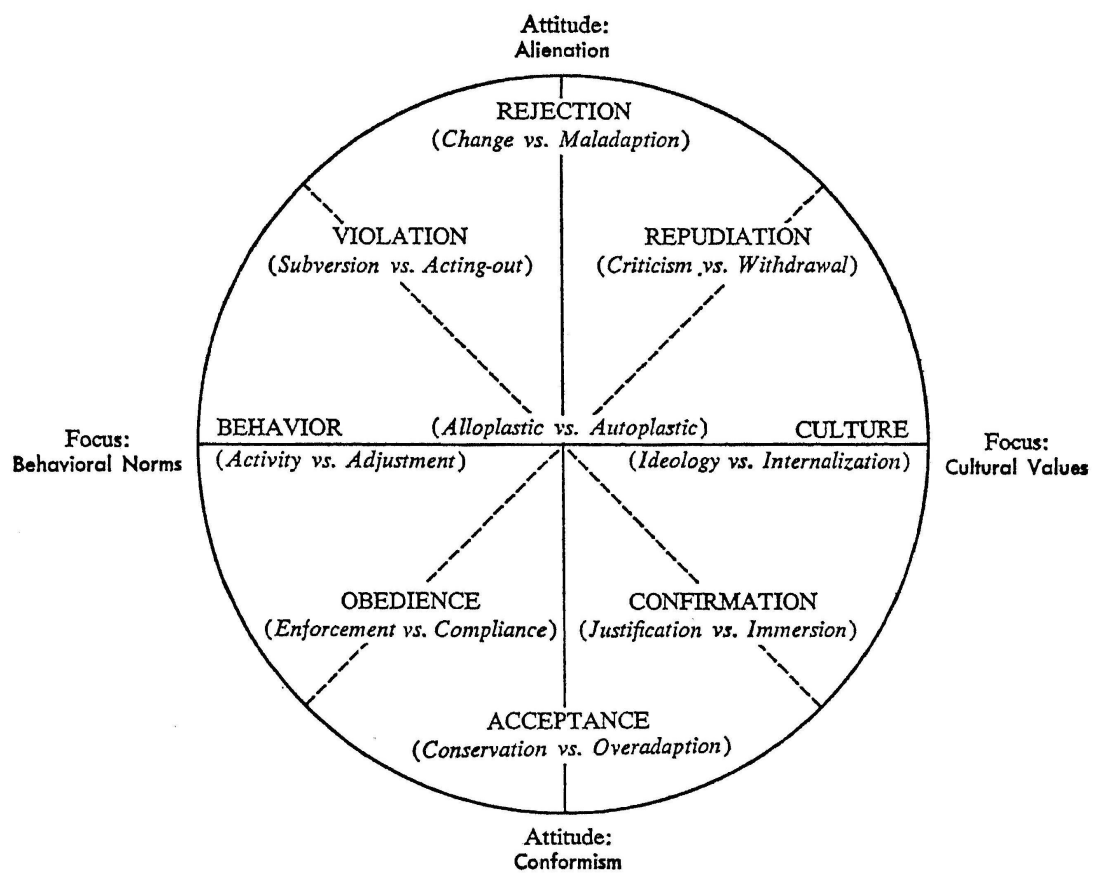 Attitude:
Alienation
REJECTION
(Change vs. Maladaption)
VIOLATION
(Subversion vs. Acting-out)
REPUDIATION
(Criticism vs. Withdrawal)
Focus:
Behavioral Norms
BEHAVIOR
(Activity vs. Adjustment)
(Alloplastic vs. Autoplastic)
CULTURE
(Ideology vs. Internalization)
Focus:
Cultural Values
OBEDIENCE
(Enforcement vs. Compliance)
CONFIRMATION
(Justification vs. Immersion)
ACCEPTANCE
(Conservation vs. Overadaption)
Attitude:
Conformism